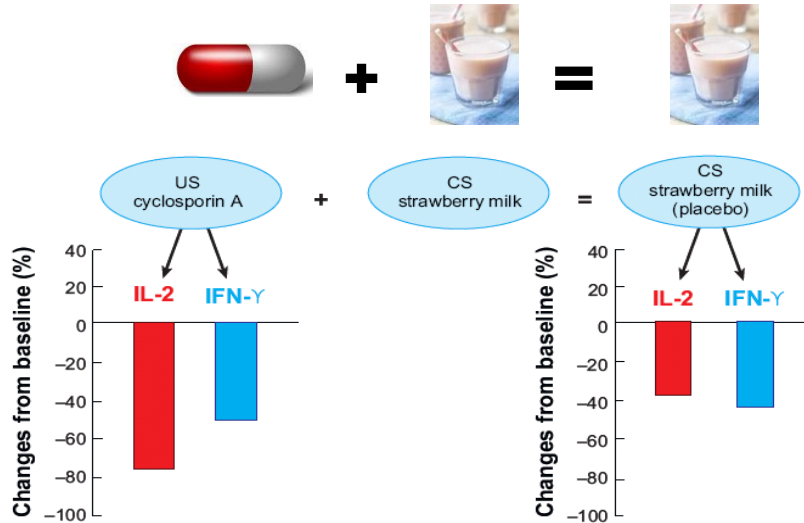 +
=
US
cyclosporin A
+
CS
strawberry milk
=
CS
strawberry milk
(placebo)
Changes from baseline (%)
40
20
0
–20
–40
–60
–80
–100
IL-2
IFN-ϒ
Changes from baseline (%)
40
20
0
–20
–40
–60
–80
–100
IL-2
IFN-ϒ